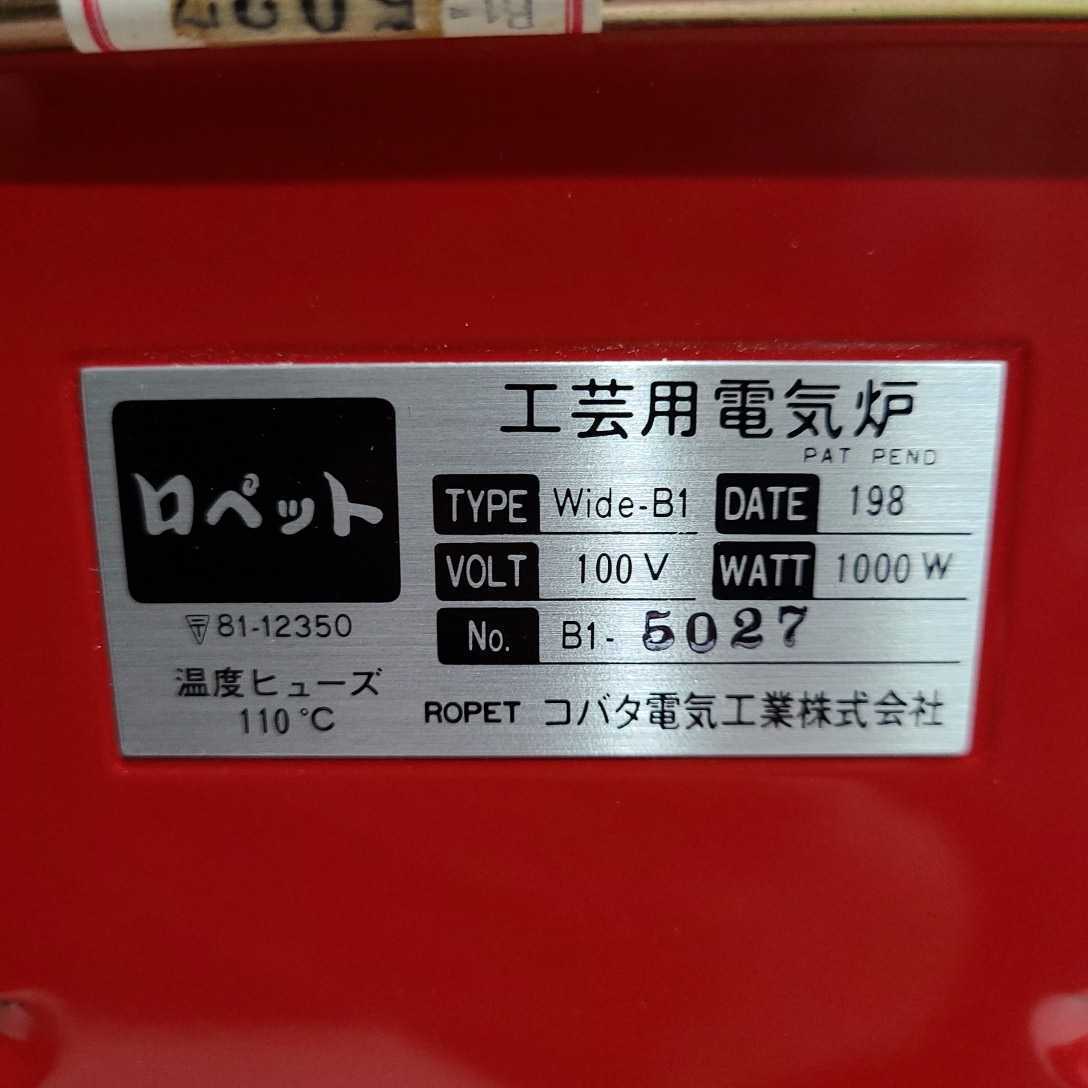 工芸用電気炉
PAT PEND
ロペット
TYPE Wide-B1 DATE 198
VOLT 100V WATT 1000W
No. B1- 5027
〒81-12350
温度ヒューズ
110℃
ROPET コバタ電気工業株式会社